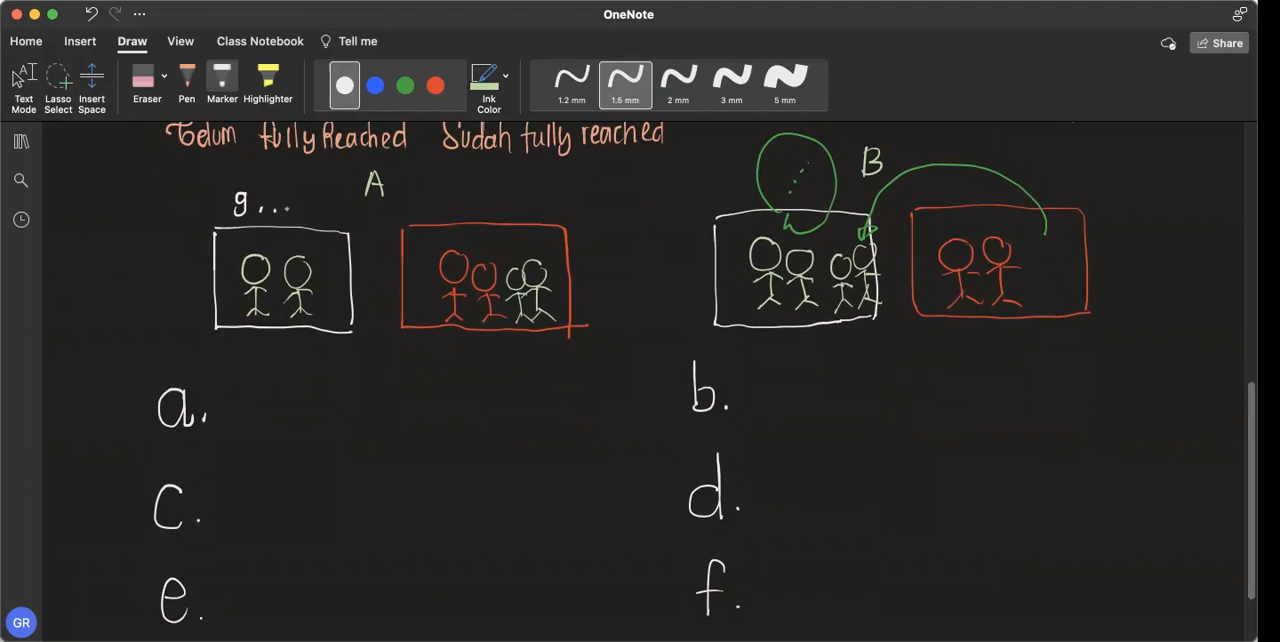 OneNote
Home Insert Draw View Class Notebook Tell me
Share
Text Mode
Lasso Select
Insert Space
Eraser
Pen
Marker
Highlighter
Ink Color
1.2 mm
1.5 mm
2 mm
3 mm
5 mm
fully Reached Sudah fully reached
A
B
g...
a.
b.
c.
d.
e.
f.
GR